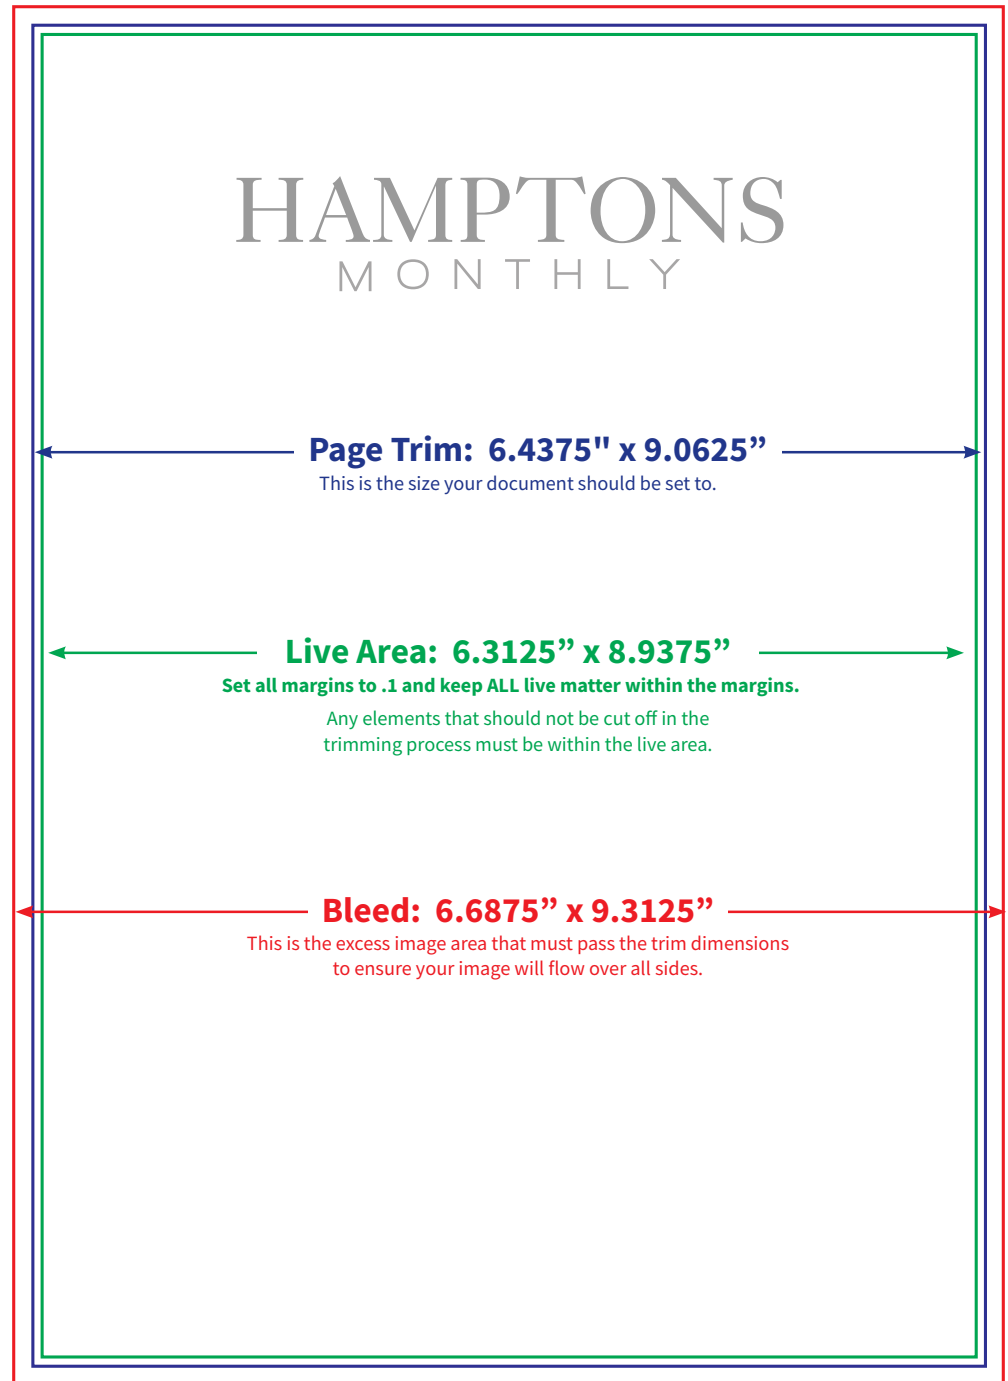 HAMPTONS
MONTHLY
Page Trim:  6.4375" x 9.0625”
This is the size your document should be set to.
Live Area:  6.3125” x 8.9375”
Set all margins to .1 and keep ALL live matter within the margins.
Any elements that should not be cut off in the
trimming process must be within the live area.
Bleed:  6.6875” x 9.3125”
This is the excess image area that must pass the trim dimensions
to ensure your image will flow over all sides.